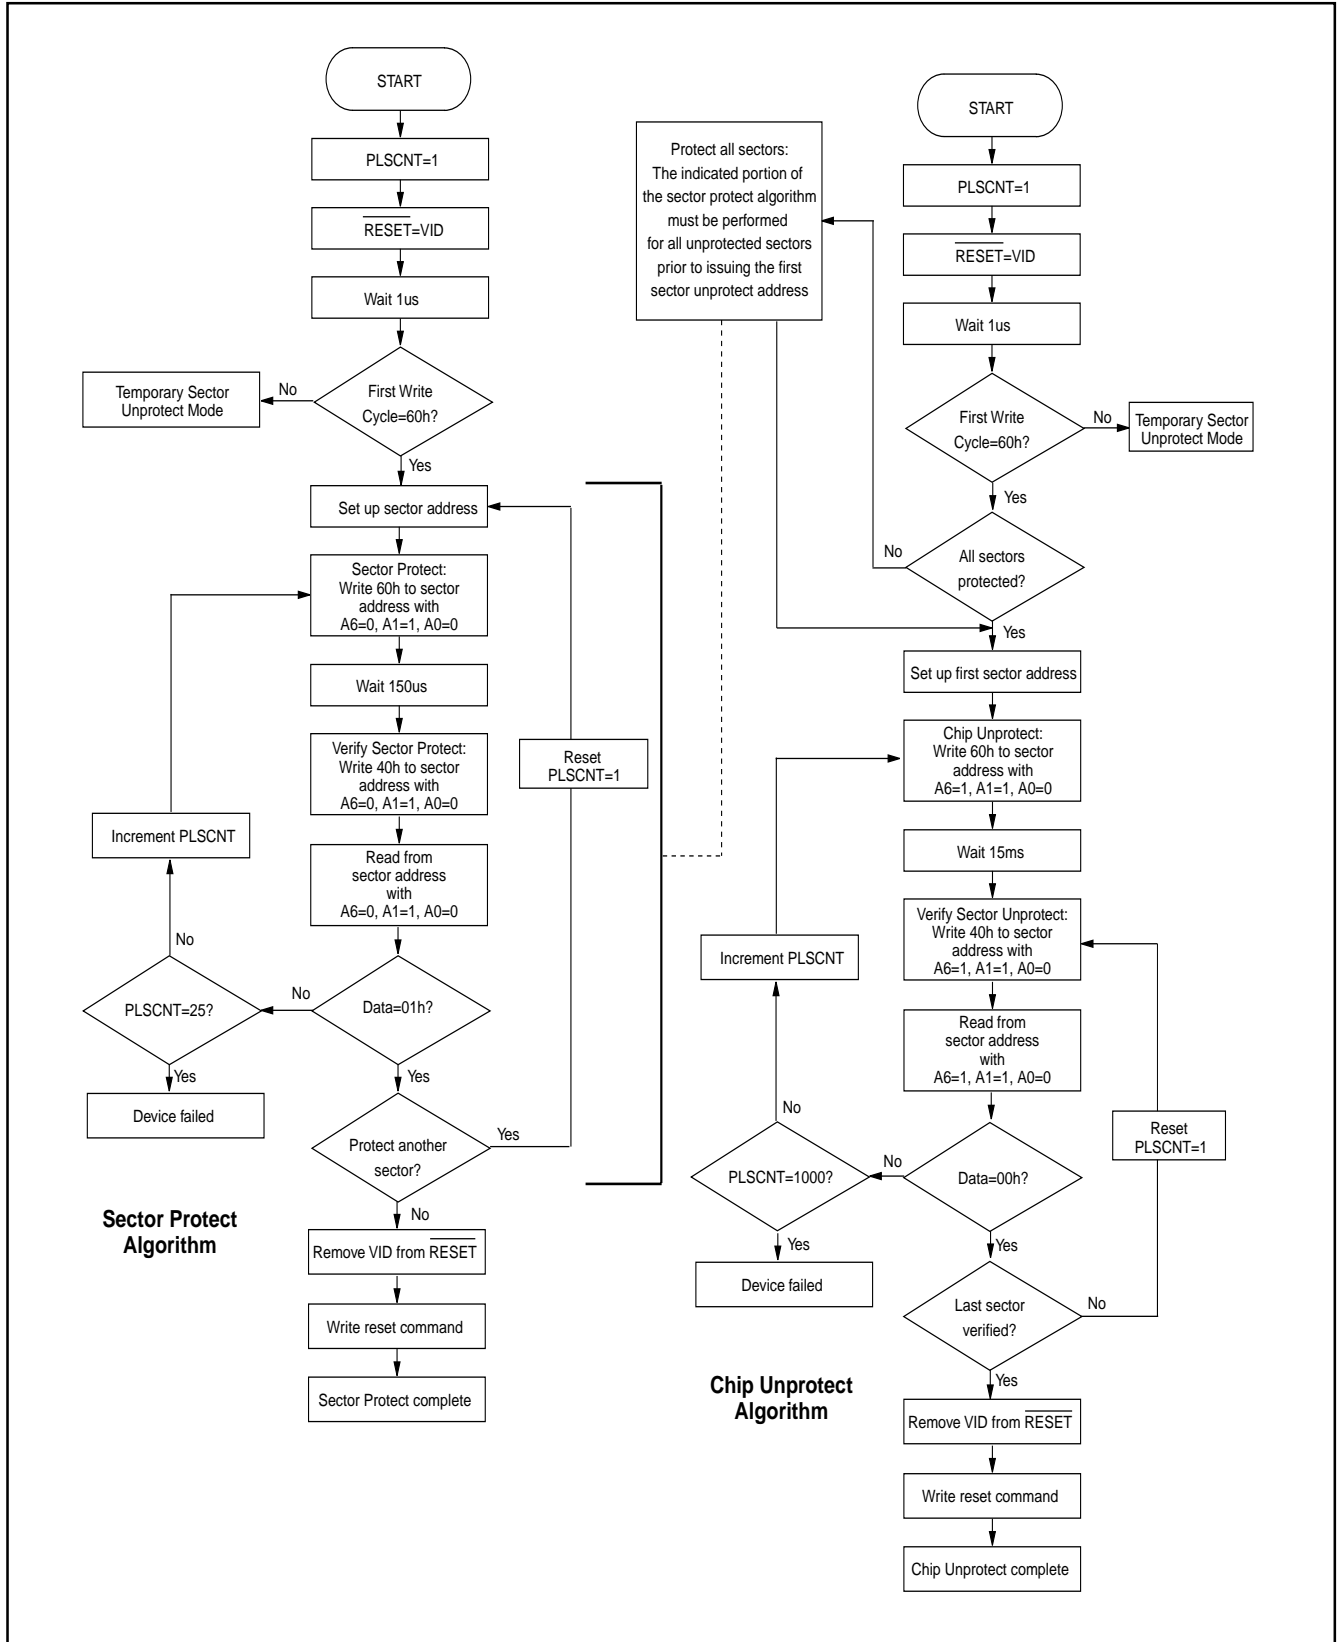 START
PLSCNT=1
RESET=VID
Wait 1us
First Write
Cycle=60h?
No
Temporary Sector
Unprotect Mode
Yes
Set up sector address
Sector Protect:
Write 60h to sector
address with
A6=0, A1=1, A0=0
Wait 150us
Verify Sector Protect:
Write 40h to sector
address with
A6=0, A1=1, A0=0
Reset
PLSCNT=1
Increment PLSCNT
Read from
sector address
with
A6=0, A1=1, A0=0
No
PLSCNT=25?
No
Data=01h?
Yes
Device failed
Yes
Protect another
sector?
Yes
No
Sector Protect
Algorithm
Remove VID from RESET
Write reset command
Sector Protect complete
Protect all sectors:
The indicated portion of
the sector protect algorithm
must be performed
for all unprotected sectors
prior to issuing the first
sector unprotect address
START
PLSCNT=1
RESET=VID
Wait 1us
First Write
Cycle=60h?
No
Temporary Sector
Unprotect Mode
Yes
All sectors
protected?
No
Yes
Set up first sector address
Chip Unprotect:
Write 60h to sector
address with
A6=1, A1=1, A0=0
Wait 15ms
Verify Sector Unprotect:
Write 40h to sector
address with
A6=1, A1=1, A0=0
Increment PLSCNT
Read from
sector address
with
A6=1, A1=1, A0=0
No
Reset
PLSCNT=1
PLSCNT=1000?
No
Data=00h?
Yes
Device failed
Yes
Last sector
verified?
No
Yes
Chip Unprotect
Algorithm
Remove VID from RESET
Write reset command
Chip Unprotect complete